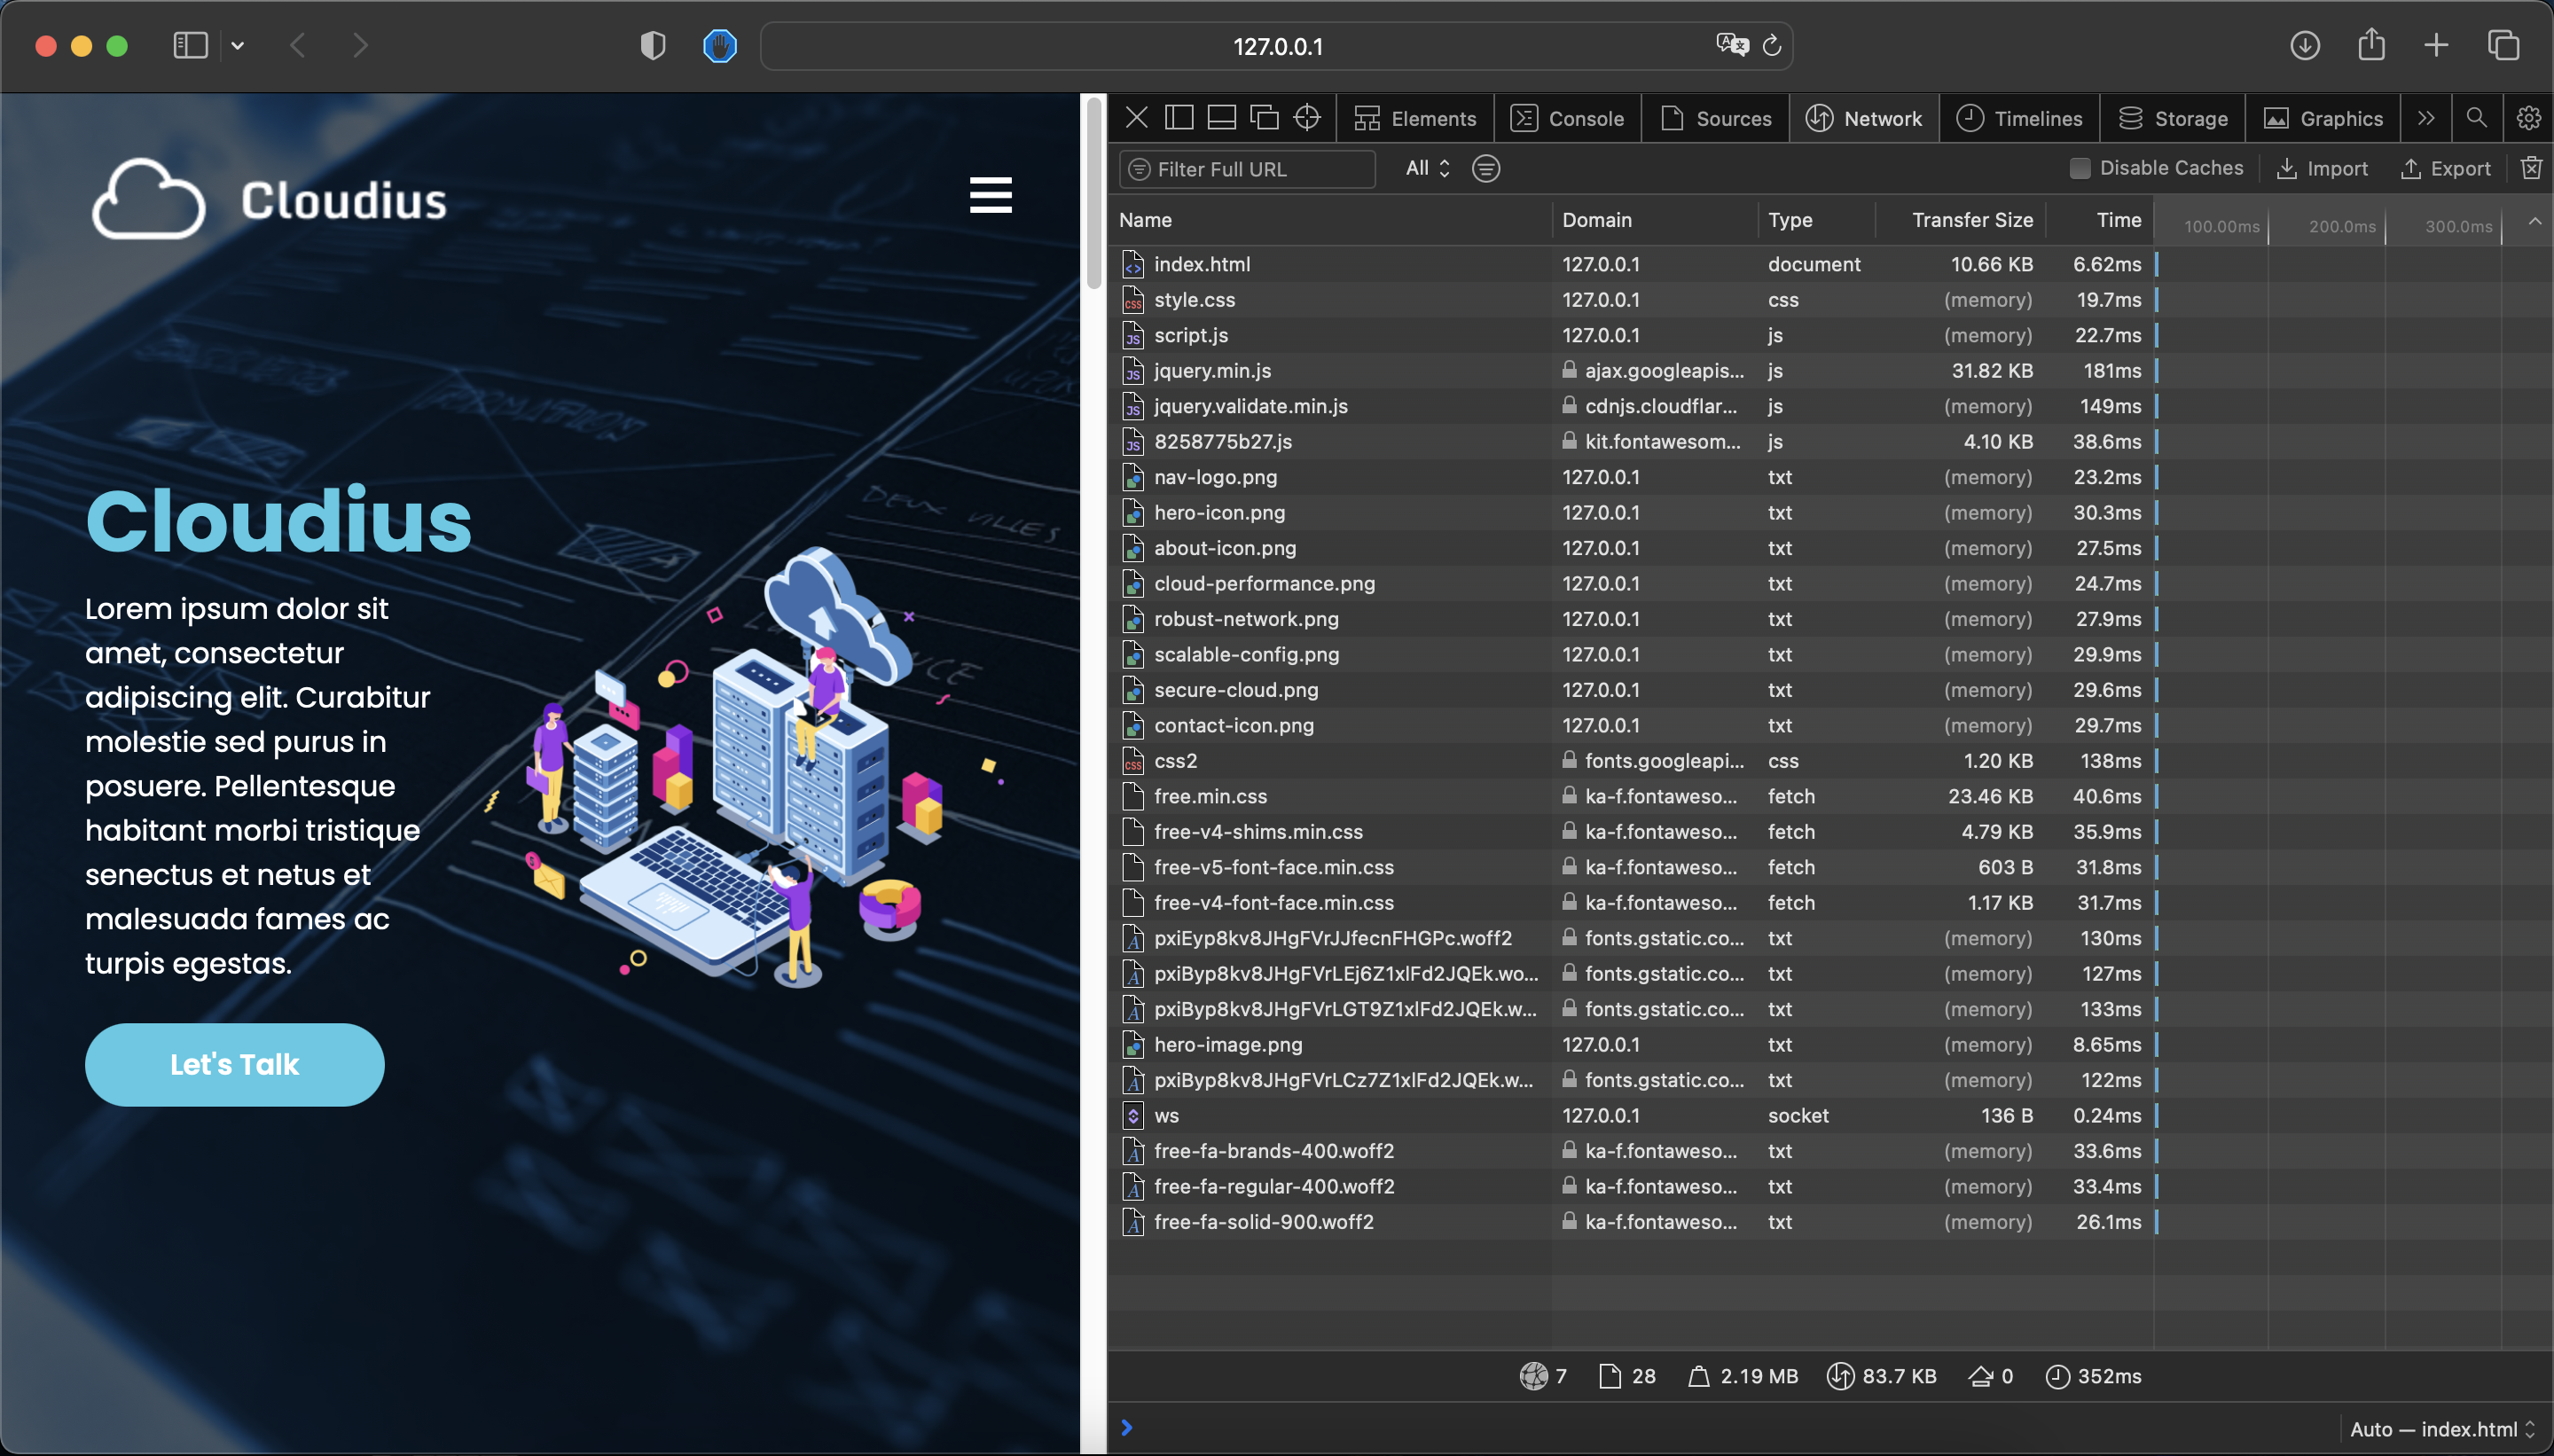 127.0.0.1
Cloudius
Cloudius
Lorem ipsum dolor sit
amet, consectetur
adipiscing elit. Curabitur
molestie sed purus in
posuere. Pellentesque
habitant morbi tristique
senectus et netus et
malesuada fames ac
turpis egestas.
Let's Talk
DEUX VILLES
Elements Console Sources Network Timelines Storage Graphics
Filter Full URL All Disable Caches Import Export
Name Domain Type Transfer Size Time 100.00ms 200.0ms 300.0ms
index.html 127.0.0.1 document 10.66 KB 6.62ms
style.css 127.0.0.1 css (memory) 19.7ms
script.js 127.0.0.1 js (memory) 22.7ms
jquery.min.js ajax.googleapis... js 31.82 KB 181ms
jquery.validate.min.js cdnjs.cloudflar... js (memory) 149ms
8258775b27.js kit.fontawesom... js 4.10 KB 38.6ms
nav-logo.png 127.0.0.1 txt (memory) 23.2ms
hero-icon.png 127.0.0.1 txt (memory) 30.3ms
about-icon.png 127.0.0.1 txt (memory) 27.5ms
cloud-performance.png 127.0.0.1 txt (memory) 24.7ms
robust-network.png 127.0.0.1 txt (memory) 27.9ms
scalable-config.png 127.0.0.1 txt (memory) 29.9ms
secure-cloud.png 127.0.0.1 txt (memory) 29.6ms
contact-icon.png 127.0.0.1 txt (memory) 29.7ms
css2 fonts.googleapi... css 1.20 KB 138ms
free.min.css ka-f.fontaweso... fetch 23.46 KB 40.6ms
free-v4-shims.min.css ka-f.fontaweso... fetch 4.79 KB 35.9ms
free-v5-font-face.min.css ka-f.fontaweso... fetch 603 B 31.8ms
free-v4-font-face.min.css ka-f.fontaweso... fetch 1.17 KB 31.7ms
pxiEyp8kv8JHgFVrJJfecnFHGPc.woff2 fonts.gstatic.co... txt (memory) 130ms
pxiByp8kv8JHgFVrLEj6Z1xlFd2JQEk.wo... fonts.gstatic.co... txt (memory) 127ms
pxiByp8kv8JHgFVrLGT9Z1xlFd2JQEk.w... fonts.gstatic.co... txt (memory) 133ms
hero-image.png 127.0.0.1 txt (memory) 8.65ms
pxiByp8kv8JHgFVrLCz7Z1xlFd2JQEk.w... fonts.gstatic.co... txt (memory) 122ms
ws 127.0.0.1 socket 136 B 0.24ms
free-fa-brands-400.woff2 ka-f.fontaweso... txt (memory) 33.6ms
free-fa-regular-400.woff2 ka-f.fontaweso... txt (memory) 33.4ms
free-fa-solid-900.woff2 ka-f.fontaweso... txt (memory) 26.1ms
7 28 2.19 MB 83.7 KB 0 352ms
Auto — index.html